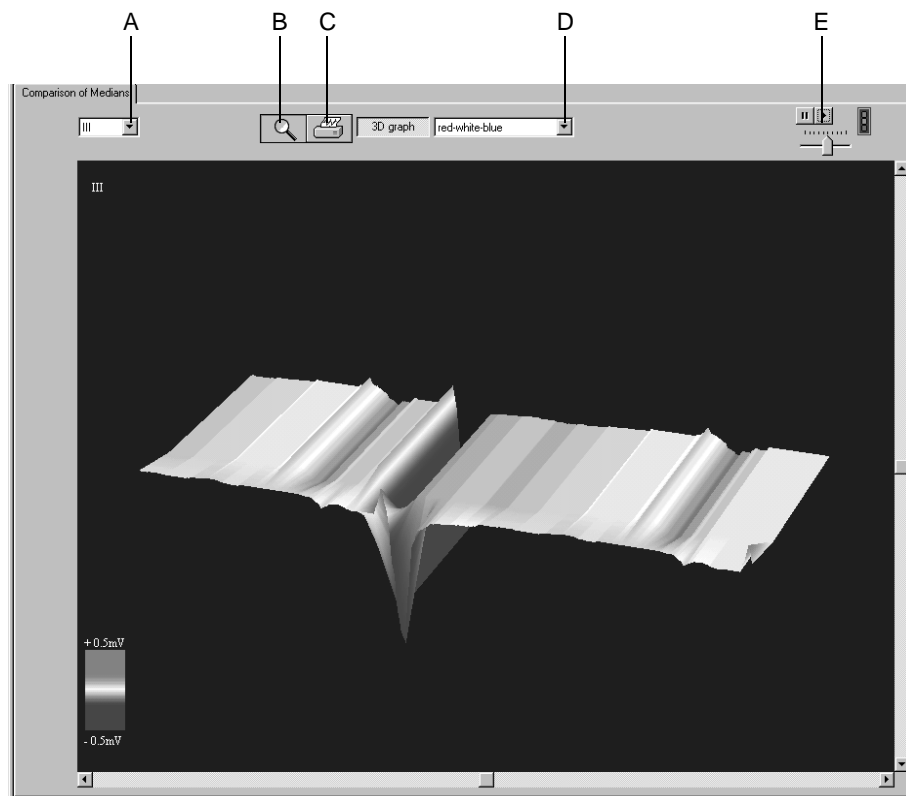 A B C D E
Comparison of Medians
III 3D graph red-white-blue
III
+ 0.5mV
- 0.5mV